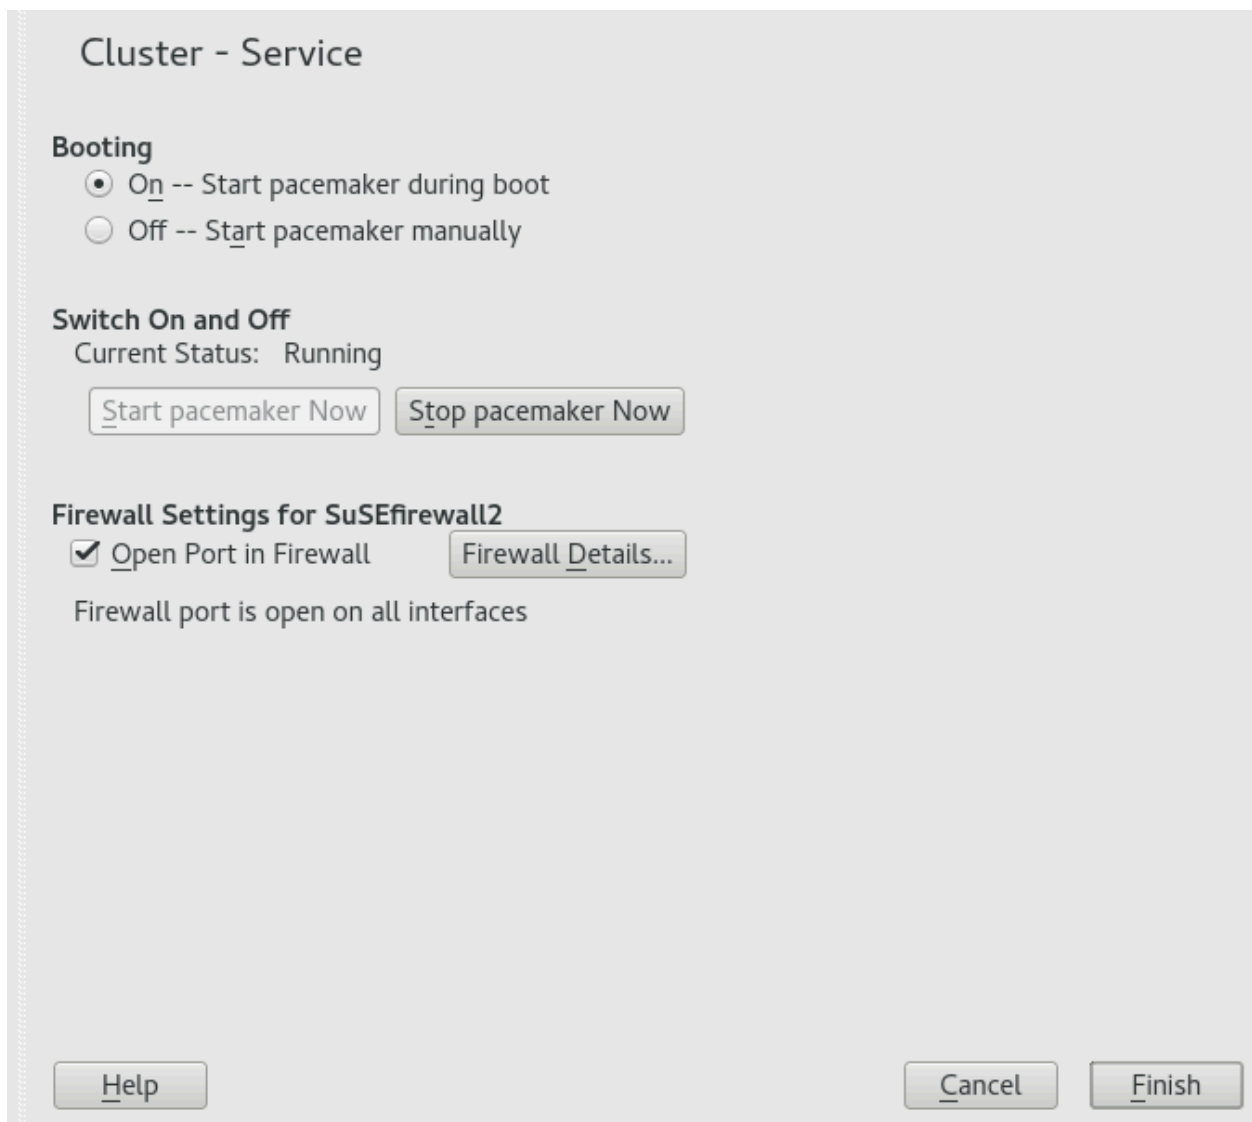 Cluster - Service
Booting
On -- Start pacemaker during boot
Off -- Start pacemaker manually
Switch On and Off
Current Status: Running
Start pacemaker Now Stop pacemaker Now
Firewall Settings for SuSEfirewall2
Open Port in Firewall Firewall Details...
Firewall port is open on all interfaces
Help Cancel Finish